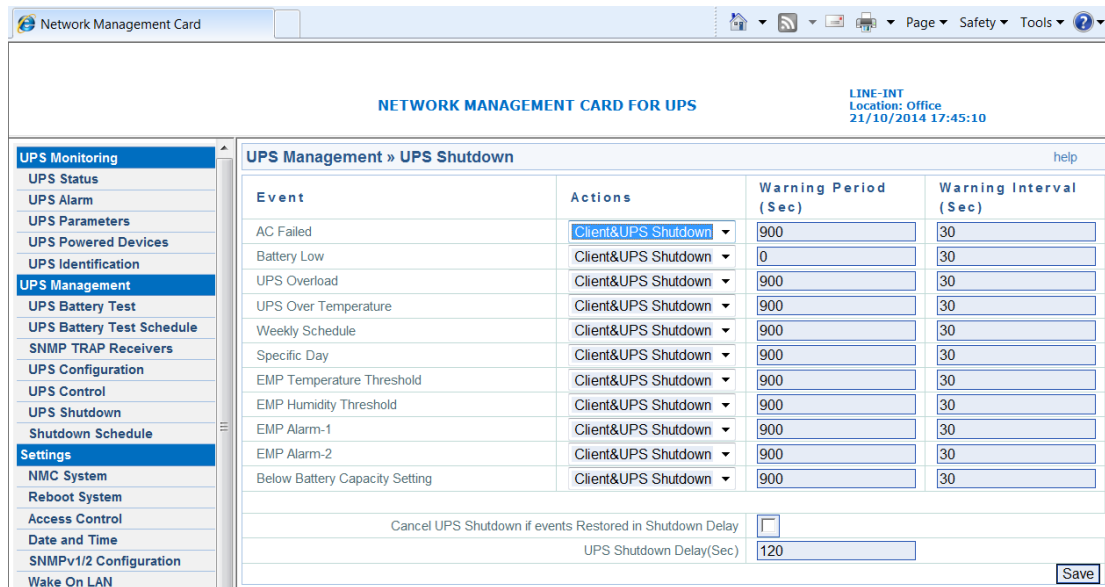 Network Management Card
Page Safety Tools
NETWORK MANAGEMENT CARD FOR UPS
LINE-INT
Location: Office
21/10/2014 17:45:10
UPS Monitoring
UPS Status
UPS Alarm
UPS Parameters
UPS Powered Devices
UPS Identification
UPS Management
UPS Battery Test
UPS Battery Test Schedule
SNMP TRAP Receivers
UPS Configuration
UPS Control
UPS Shutdown
Shutdown Schedule
Settings
NMC System
Reboot System
Access Control
Date and Time
SNMPv1/2 Configuration
Wake On LAN
UPS Management » UPS Shutdown help
Event Actions Warning Period (Sec) Warning Interval (Sec)
AC Failed Client&UPS Shutdown 900 30
Battery Low Client&UPS Shutdown 0 30
UPS Overload Client&UPS Shutdown 900 30
UPS Over Temperature Client&UPS Shutdown 900 30
Weekly Schedule Client&UPS Shutdown 900 30
Specific Day Client&UPS Shutdown 900 30
EMP Temperature Threshold Client&UPS Shutdown 900 30
EMP Humidity Threshold Client&UPS Shutdown 900 30
EMP Alarm-1 Client&UPS Shutdown 900 30
EMP Alarm-2 Client&UPS Shutdown 900 30
Below Battery Capacity Setting Client&UPS Shutdown 900 30
Cancel UPS Shutdown if events Restored in Shutdown Delay
UPS Shutdown Delay(Sec) 120
Save